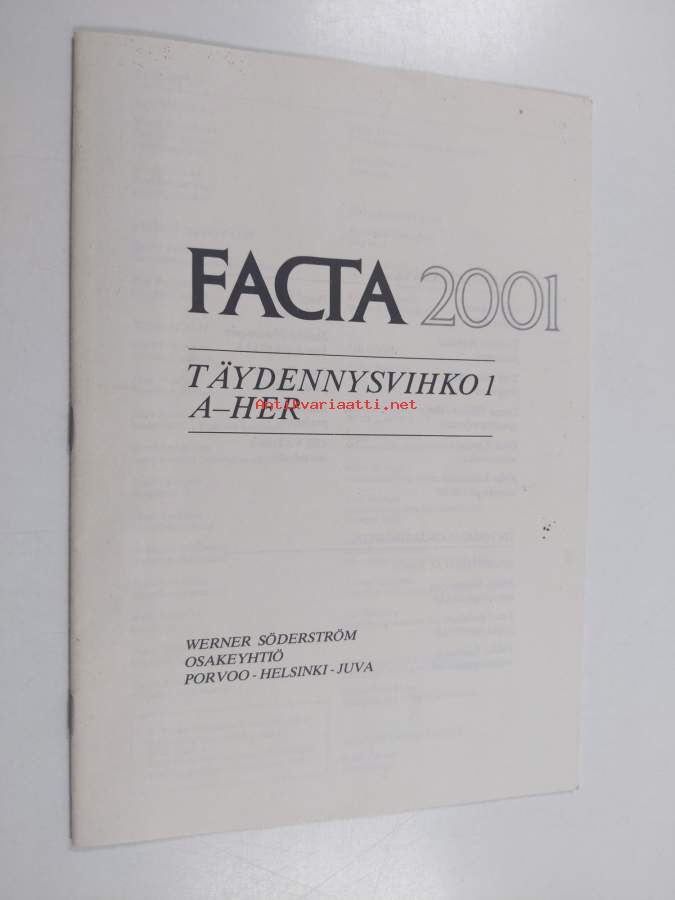 FACTA 2001
TÄYDENNYSVIHKO 1
A–HER
Antikvariaatti.net
WERNER SÖDERSTRÖM
OSAKEYHTIÖ
PORVOO - HELSINKI - JUVA